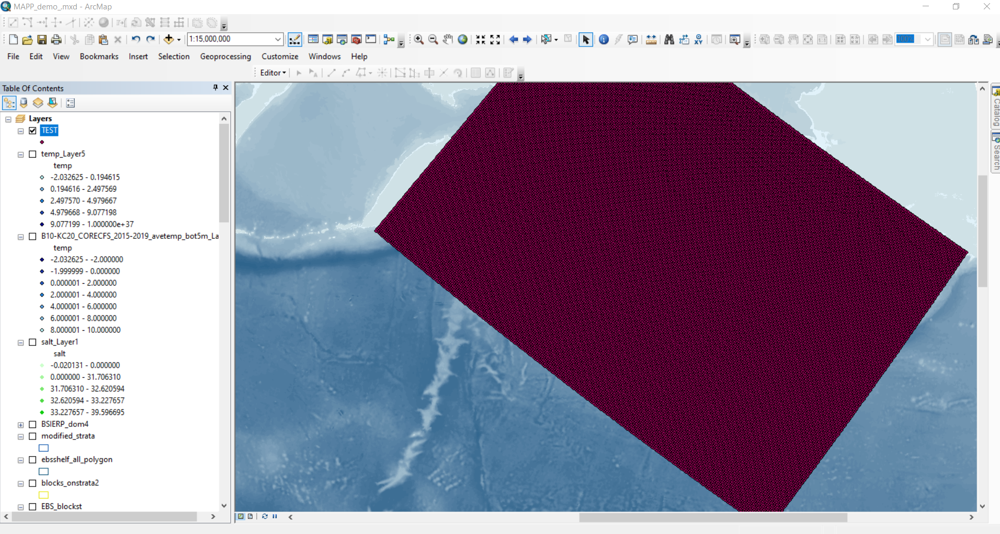 MAPP_demo_.mxd - ArcMap
1:15,000,000
100%
File Edit View Bookmarks Insert Selection Geoprocessing Customize Windows Help
Editor
Table Of Contents
Layers
TEST
temp_Layer5
temp
-2.032625 - 0.194615
0.194616 - 2.497569
2.497570 - 4.979667
4.979668 - 9.077198
9.077199 - 1.000000e+37
B10-KC20_CORECFS_2015-2019_avetemp_bot5m_La
temp
-2.032625 - -2.000000
-1.999999 - 0.000000
0.000001 - 2.000000
2.000001 - 4.000000
4.000001 - 6.000000
6.000001 - 8.000000
8.000001 - 10.000000
salt_Layer1
salt
-0.020131 - 0.000000
0.000000 - 31.706310
31.706310 - 32.620594
32.620594 - 33.227657
33.227657 - 39.596695
BSIERP_dom4
modified_strata
ebsshelf_all_polygon
blocks_onstrata2
EBS_blockst
Catalog
Search